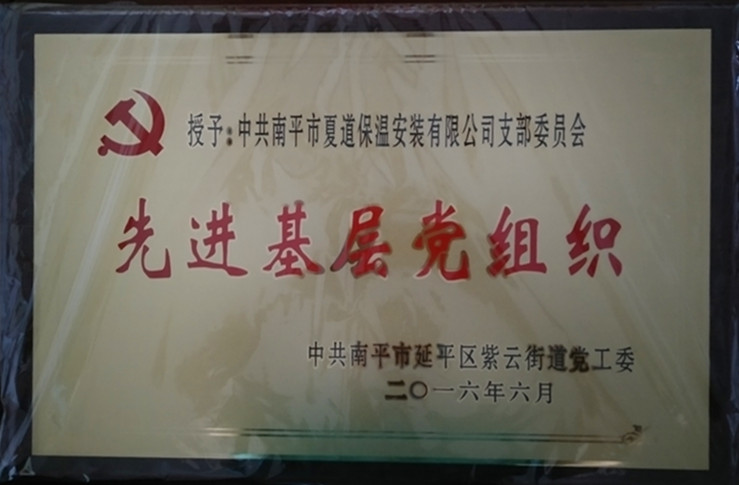 授予:中共南平市夏道保温安装有限公司支部委员会
先进基层党组织
中共南平市延平区紫云街道党工委
二〇一六年六月